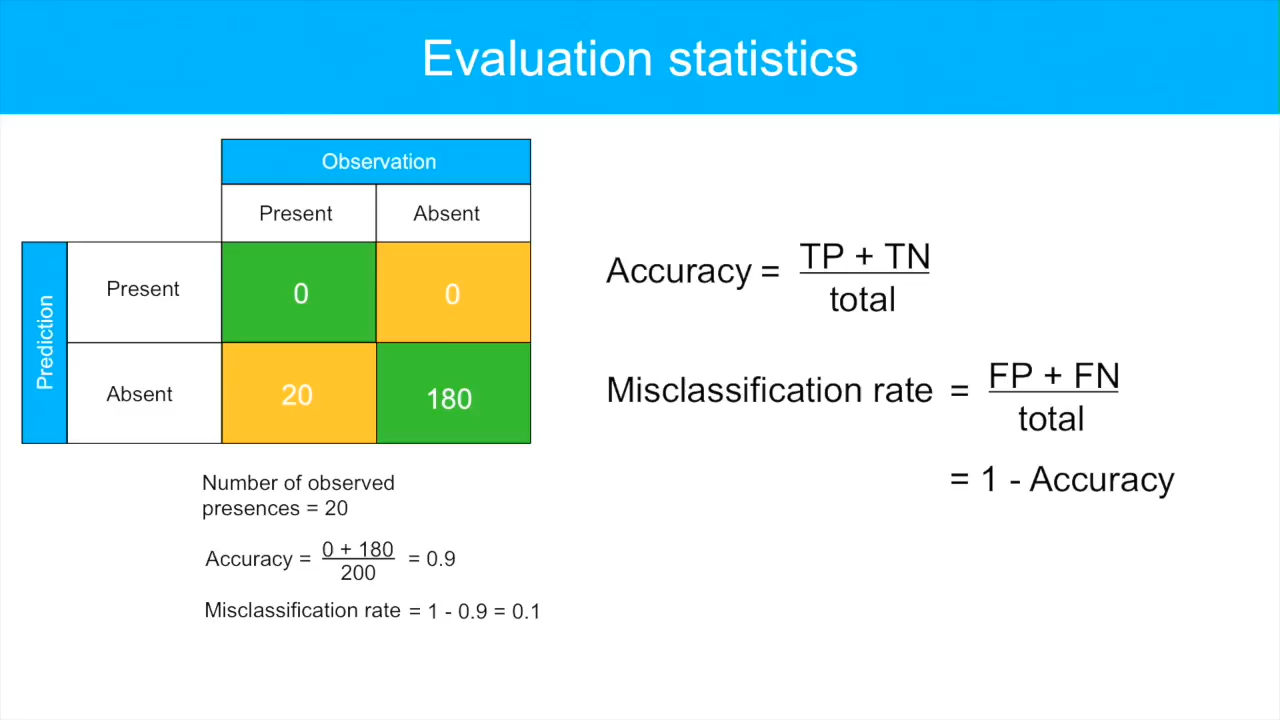 Evaluation statistics
Observation
Present Absent
Prediction
Present 0 0
Absent 20 180
Number of observed
presences = 20
Accuracy = 0 + 180 = 0.9
200
Misclassification rate = 1 - 0.9 = 0.1
Accuracy = TP + TN
total
Misclassification rate = FP + FN
total
= 1 - Accuracy